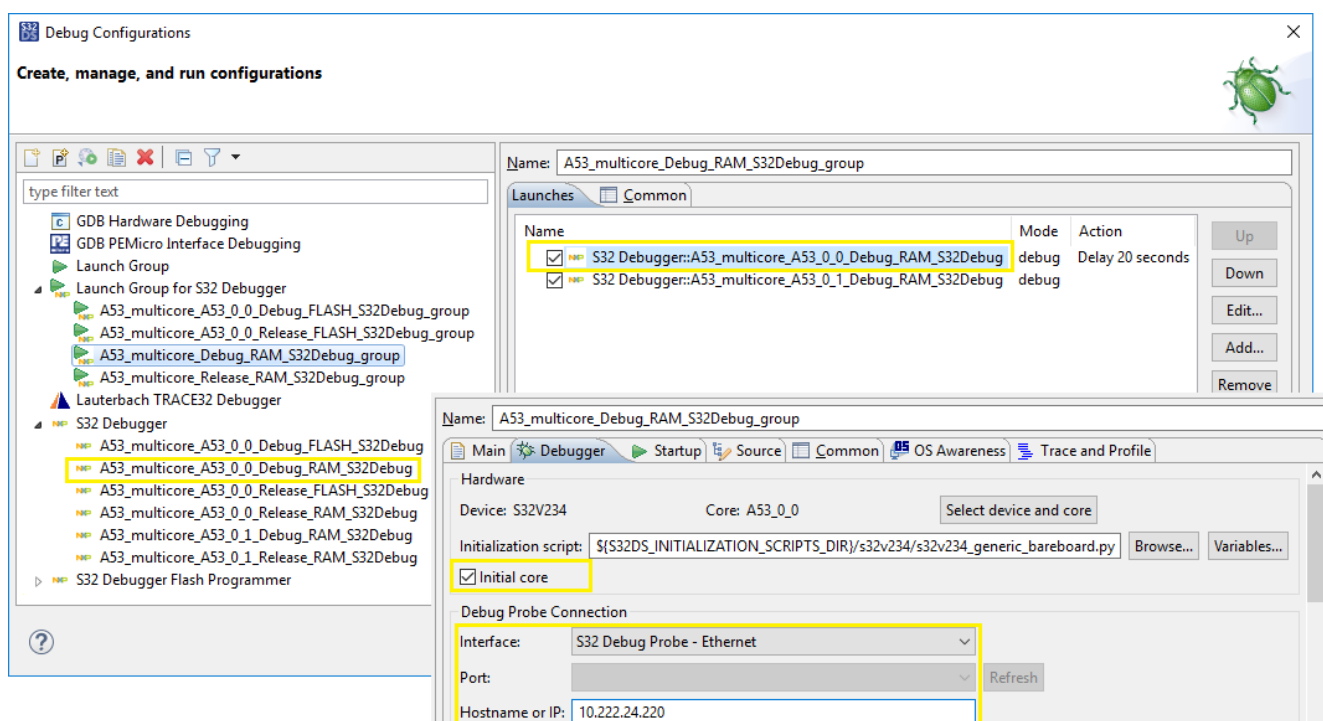 S32 DS Debug Configurations
Create, manage, and run configurations
type filter text
GDB Hardware Debugging
GDB PEMicro Interface Debugging
Launch Group
Launch Group for S32 Debugger
A53_multicore_A53_0_0_Debug_FLASH_S32Debug_group
A53_multicore_A53_0_0_Release_FLASH_S32Debug_group
A53_multicore_Debug_RAM_S32Debug_group
A53_multicore_Release_RAM_S32Debug_group
Lauterbach TRACE32 Debugger
S32 Debugger
A53_multicore_A53_0_0_Debug_FLASH_S32Debug
A53_multicore_A53_0_0_Debug_RAM_S32Debug
A53_multicore_A53_0_0_Release_FLASH_S32Debug
A53_multicore_A53_0_0_Release_RAM_S32Debug
A53_multicore_A53_0_1_Debug_RAM_S32Debug
A53_multicore_A53_0_1_Release_RAM_S32Debug
S32 Debugger Flash Programmer
Name: A53_multicore_Debug_RAM_S32Debug_group
Launches Common
Name Mode Action
S32 Debugger::A53_multicore_A53_0_0_Debug_RAM_S32Debug debug Delay 20 seconds
S32 Debugger::A53_multicore_A53_0_1_Debug_RAM_S32Debug debug
Up
Down
Edit...
Add...
Remove
Name: A53_multicore_Debug_RAM_S32Debug_group
Main Debugger Startup Source Common OS Awareness Trace and Profile
Hardware
Device: S32V234 Core: A53_0_0 Select device and core
Initialization script: ${S32DS_INITIALIZATION_SCRIPTS_DIR}/s32v234/s32v234_generic_bareboard.py Browse... Variables...
Initial core
Debug Probe Connection
Interface: S32 Debug Probe - Ethernet
Port: Refresh
Hostname or IP: 10.222.24.220